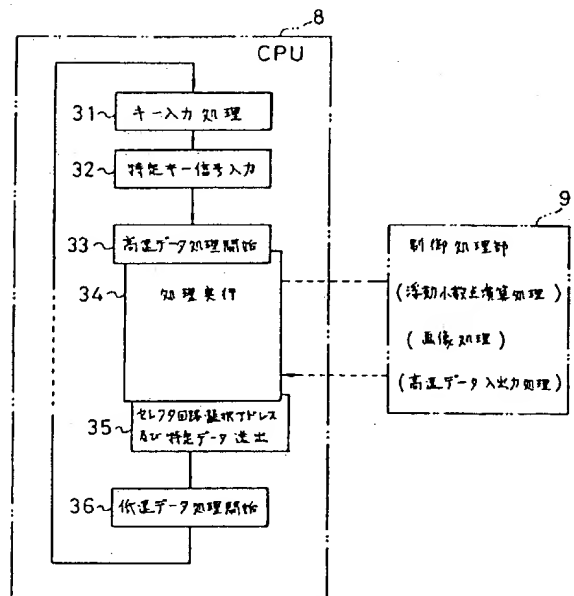 8
CPU
31 キー入力処理
32 特定キー信号入力
33 高速データ処理開始
34 処理実行
35 セレクタ回路選択アドレス
及び特定データ送出
36 低速データ処理開始
9
制御処理部
(浮動小数点演算処理)
(画像処理)
(高速データ入出力処理)